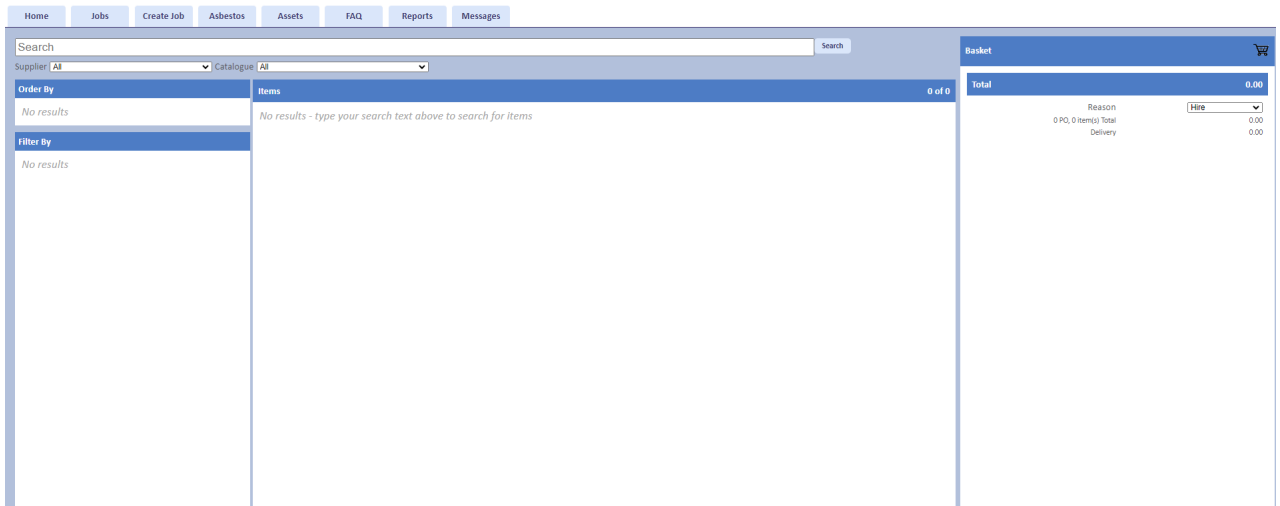 Home Jobs Create Job Asbestos Assets FAQ Reports Messages
Search Search
Supplier All Catalogue All
Order By
No results
Filter By
No results
Items 0 of 0
No results - type your search text above to search for items
Basket
Total 0.00
Reason Hire
0 PO, 0 item(s) Total 0.00
Delivery 0.00